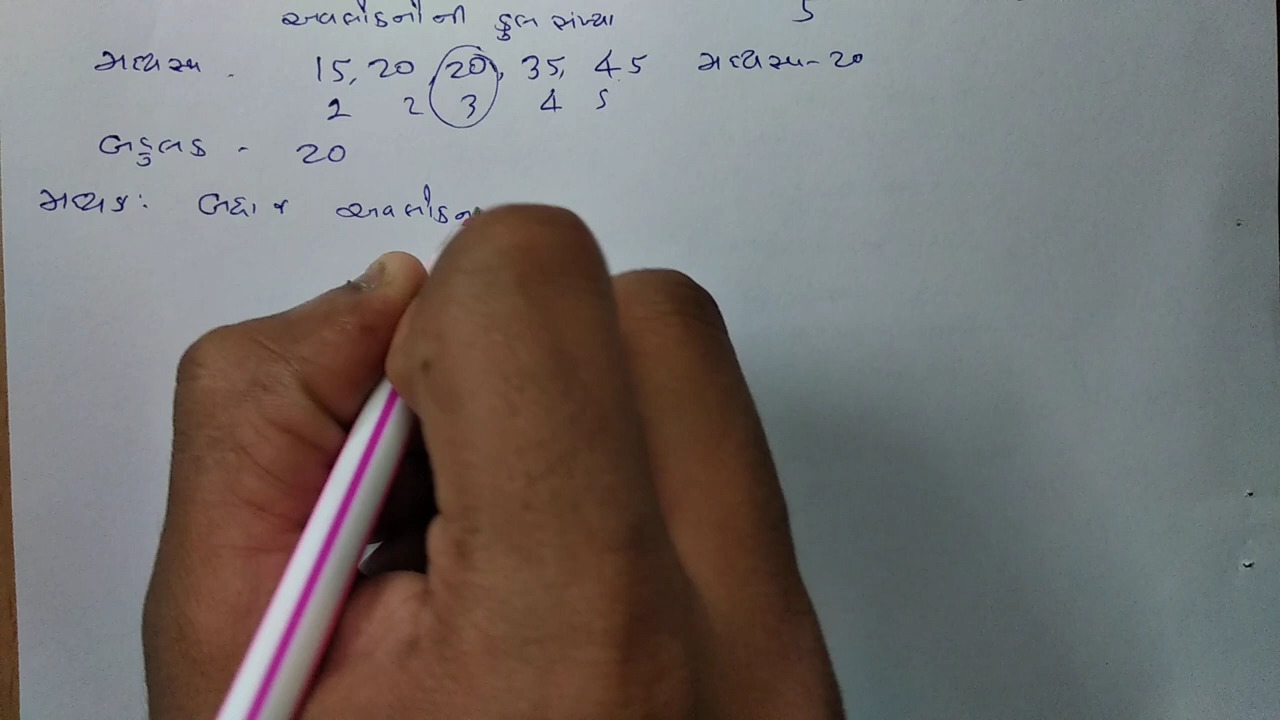 અવલોકનોની કુલ સંખ્યા 5
મધ્યસ્થ - 15, 20, 20, 35, 45 મધ્યસ્થ - 20
1 2 3 4 5
બહુલક - 20
મધ્યક : બધા જ અવલોકન